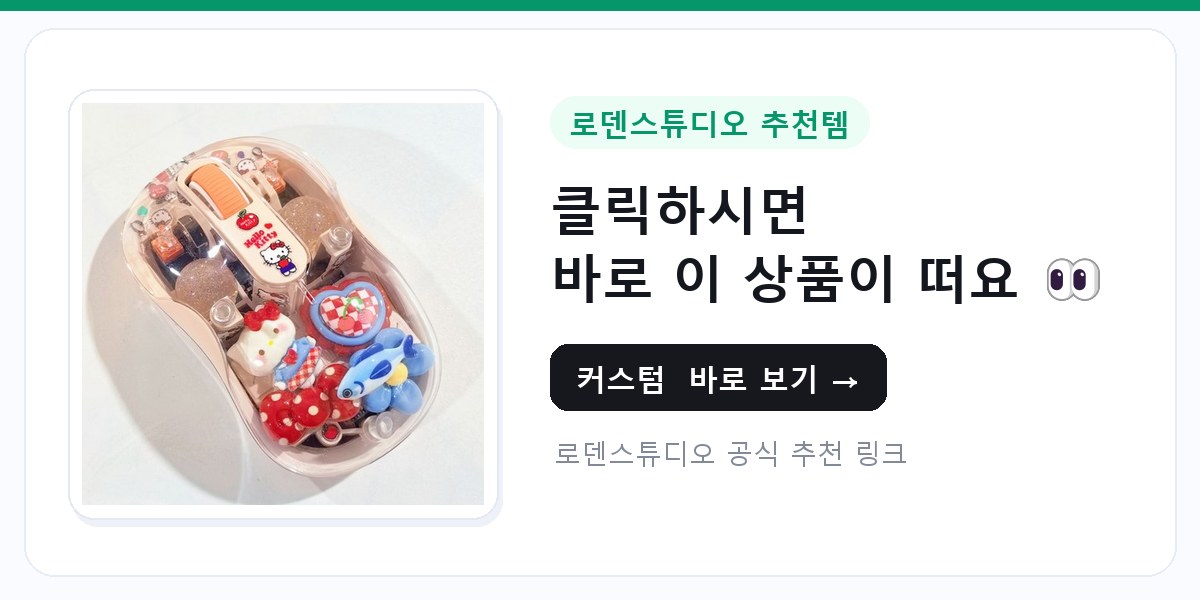 로덴스튜디오 추천템
클릭하시면
바로 이 상품이 떠요 👀
커스텀 바로 보기 →
로덴스튜디오 공식 추천 링크
Hello
Kitty